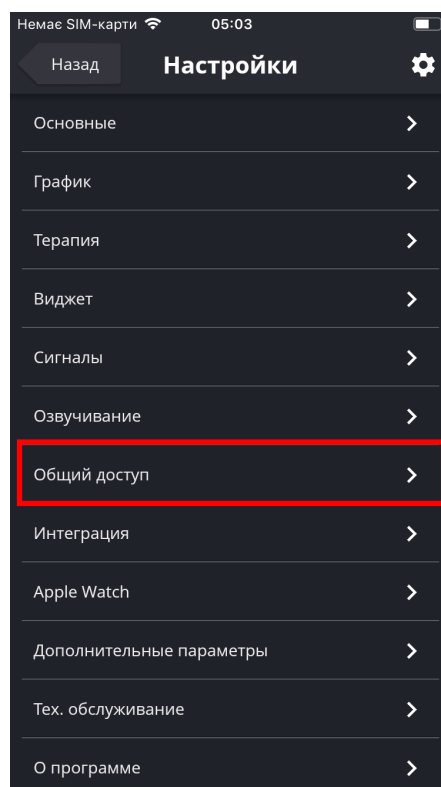 Немає SIM-карти 05:03
Назад Настройки
Основные
График
Терапия
Виджет
Сигналы
Озвучивание
Общий доступ
Интеграция
Apple Watch
Дополнительные параметры
Тех. обслуживание
О программе